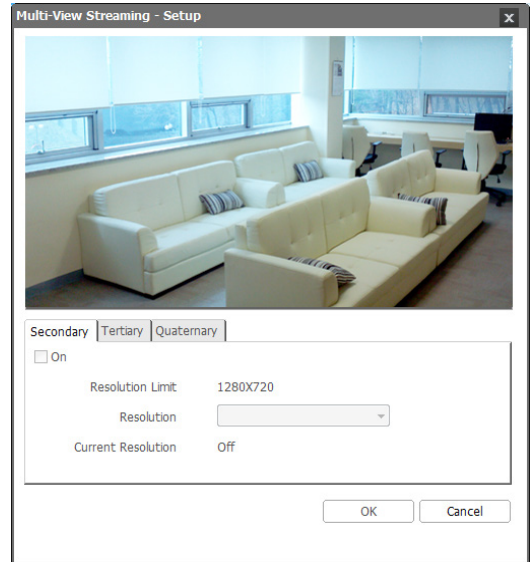 Multi-View Streaming - Setup x
Secondary Tertiary Quaternary
On
Resolution Limit 1280X720
Resolution
Current Resolution Off
OK Cancel